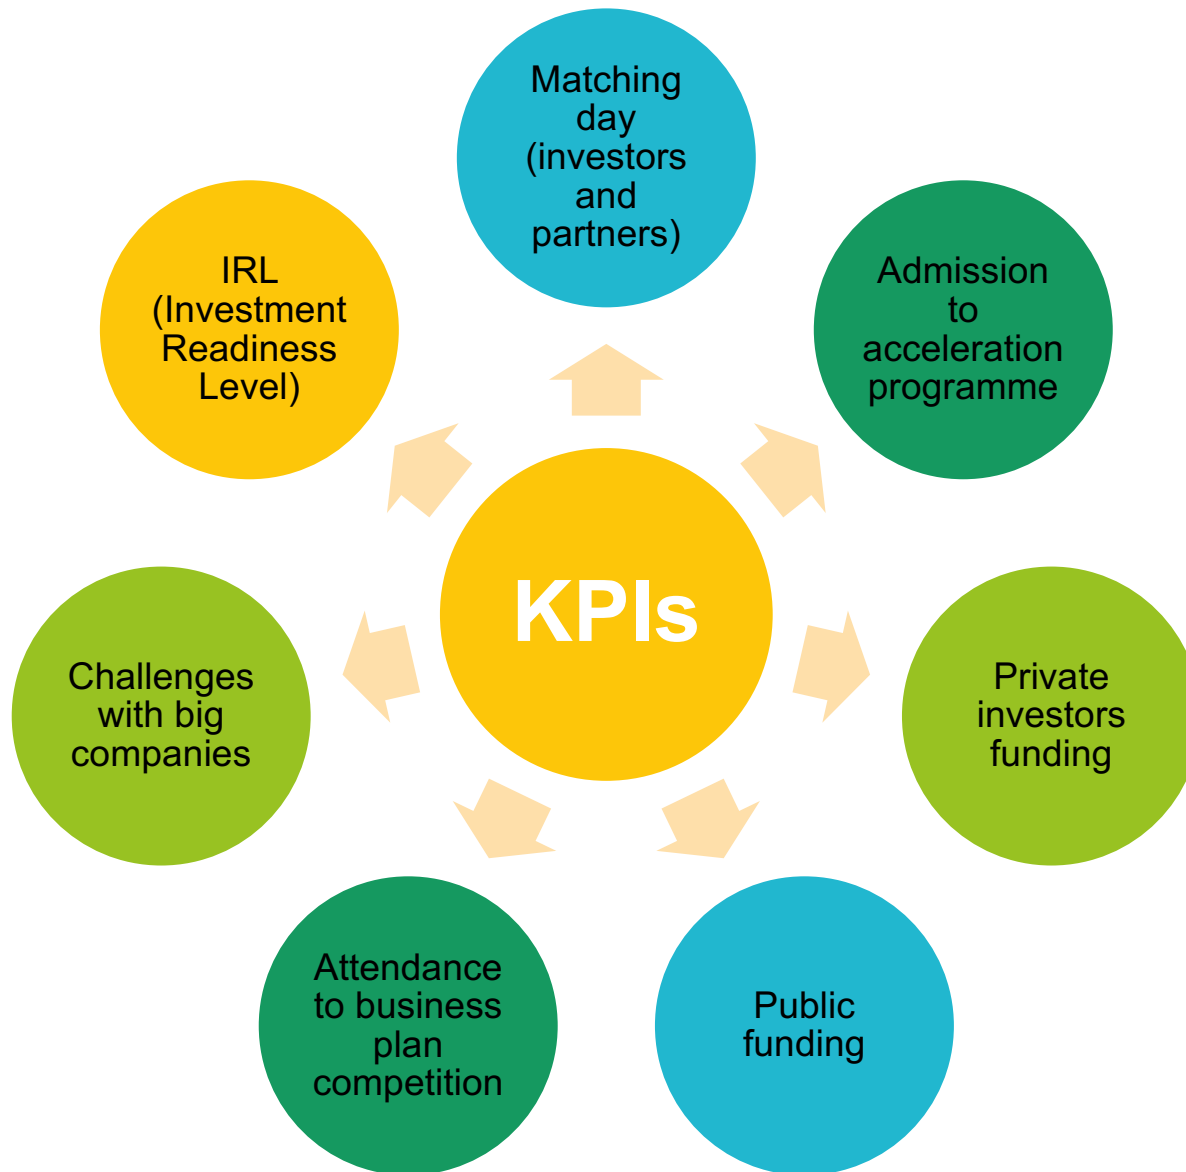 Matching
day
(investors
and
partners)
Admission
to
acceleration
programme
Private
investors
funding
Public
funding
Attendance
to business
plan
competition
Challenges
with big
companies
IRL
(Investment
Readiness
Level)
KPIs